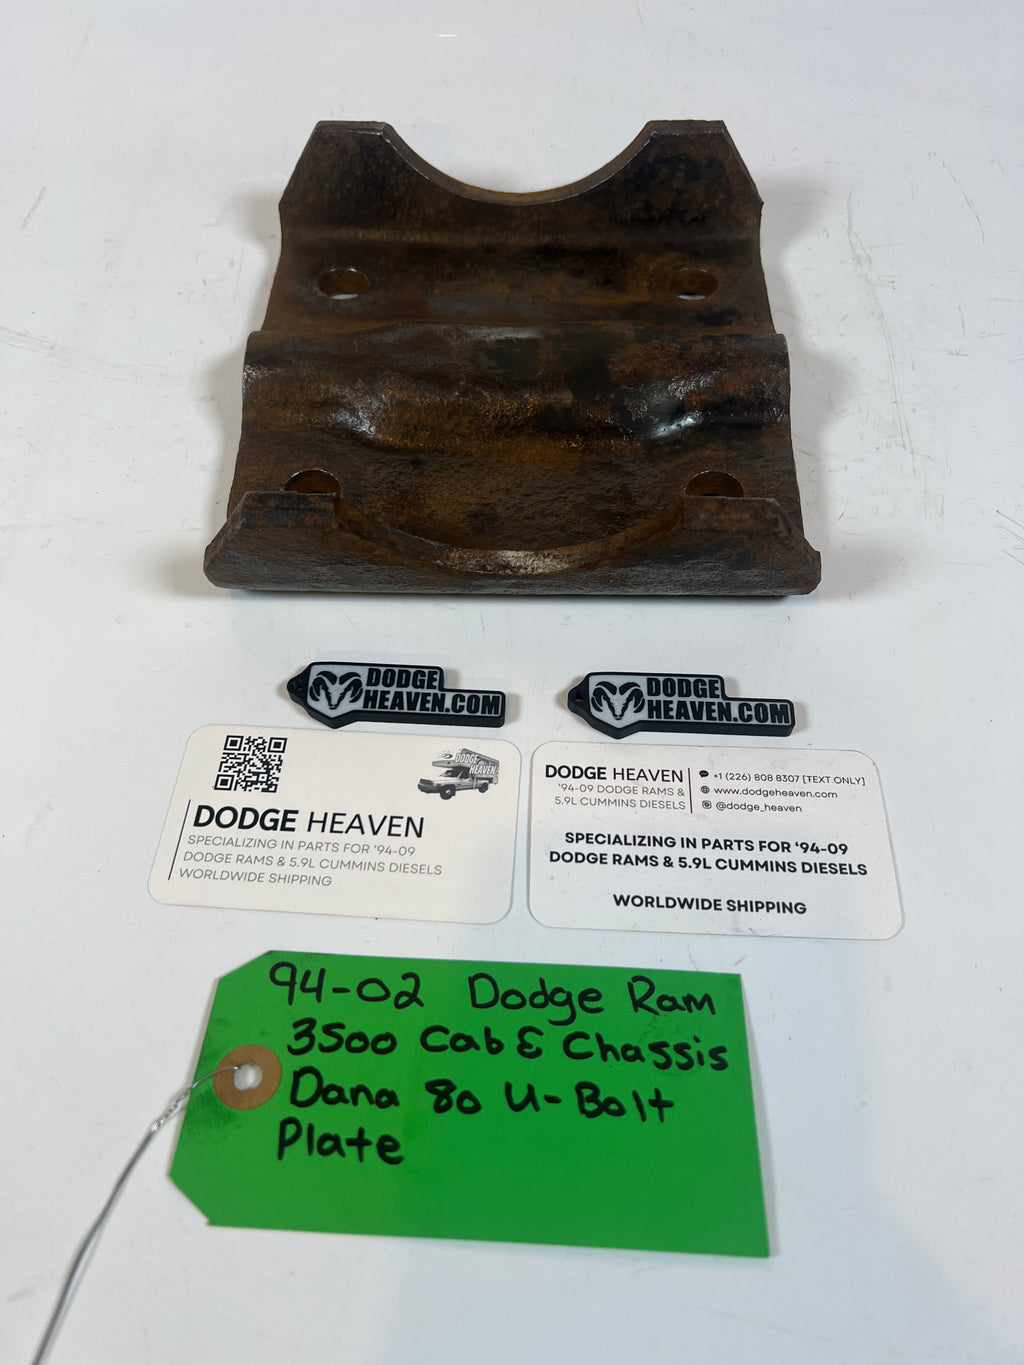 DODGE
HEAVEN.COM
DODGE
HEAVEN.COM
DODGE
HEAVEN
DODGE HEAVEN
SPECIALIZING IN PARTS FOR '94-09
DODGE RAMS & 5.9L CUMMINS DIESELS
WORLDWIDE SHIPPING
DODGE HEAVEN
'94-09 DODGE RAMS &
5.9L CUMMINS DIESELS
+1 (226) 808 8307 [TEXT ONLY]
www.dodgeheaven.com
@dodge_heaven
SPECIALIZING IN PARTS FOR '94-09
DODGE RAMS & 5.9L CUMMINS DIESELS
WORLDWIDE SHIPPING
94-02 Dodge Ram
3500 Cab & Chassis
Dana 80 U-Bolt
Plate